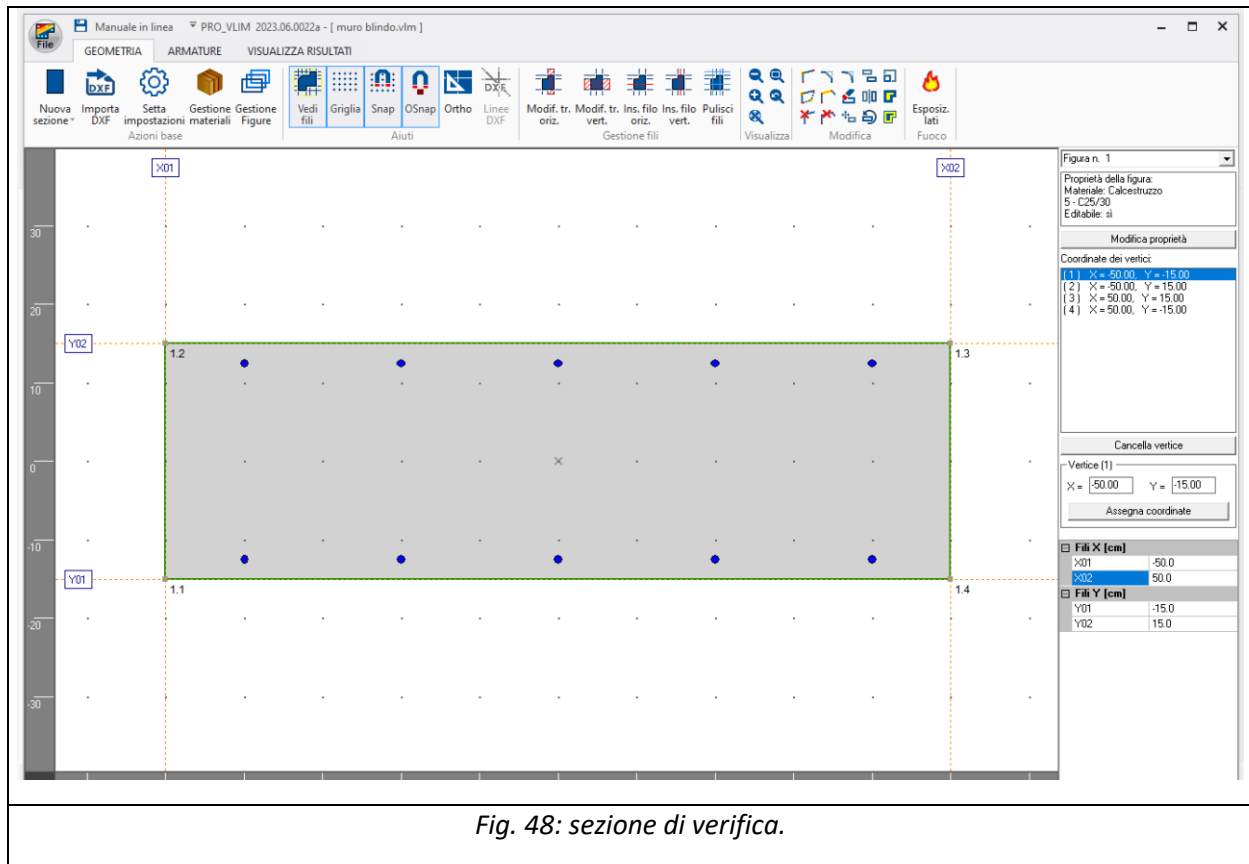 Manuale in linea PRO_VLIM 2023.06.0022a - [ muro blindo.vlm ]
File
GEOMETRIA ARMATURE VISUALIZZA RISULTATI
Nuova sezione
Importa DXF
Setta impostazioni
Gestione materiali
Gestione Figure
Azioni base
Vedi fili
Griglia
Snap
OSnap
Ortho
Linee DXF
Aiuti
Modif. tr. oriz.
Modif. tr. vert.
Ins. filo oriz.
Ins. filo vert.
Pulisci fili
Gestione fili
Visualizza
Modifica
Esposiz. lati
Fuoco
X01
X02
30
20
Y02
1.2
1.3
10
0
-10
Y01
1.1
1.4
-20
-30
Figura n. 1
Proprietà della figura:
Materiale: Calcestruzzo
5 - C25/30
Editabile: sì
Modifica proprietà
Coordinate dei vertici:
( 1 ) X = -50.00, Y = -15.00
( 2 ) X = -50.00, Y = 15.00
( 3 ) X = 50.00, Y = 15.00
( 4 ) X = 50.00, Y = -15.00
Cancella vertice
Vertice (1)
X = -50.00 Y = -15.00
Assegna coordinate
Fili X [cm]
X01 -50.0
X02 50.0
Fili Y [cm]
Y01 -15.0
Y02 15.0
Fig. 48: sezione di verifica.